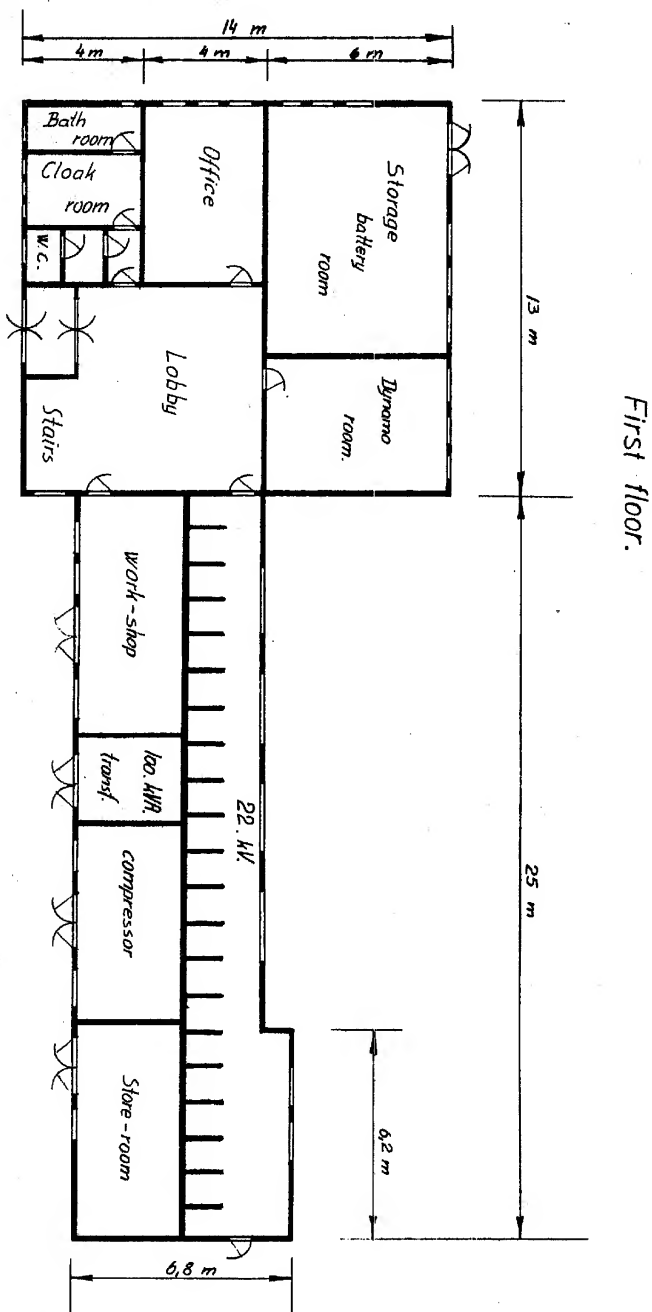 First floor.
14 m
4 m
4 m
6 m
13 m
25 m
6,2 m
6,8 m
Bath
room
Cloak
room
W.C.
Office
Storage
battery
room
Lobby
Stairs
Dynamo
room.
work-shop
100. kVA.
transf.
compressor
Store-room
22. kV.